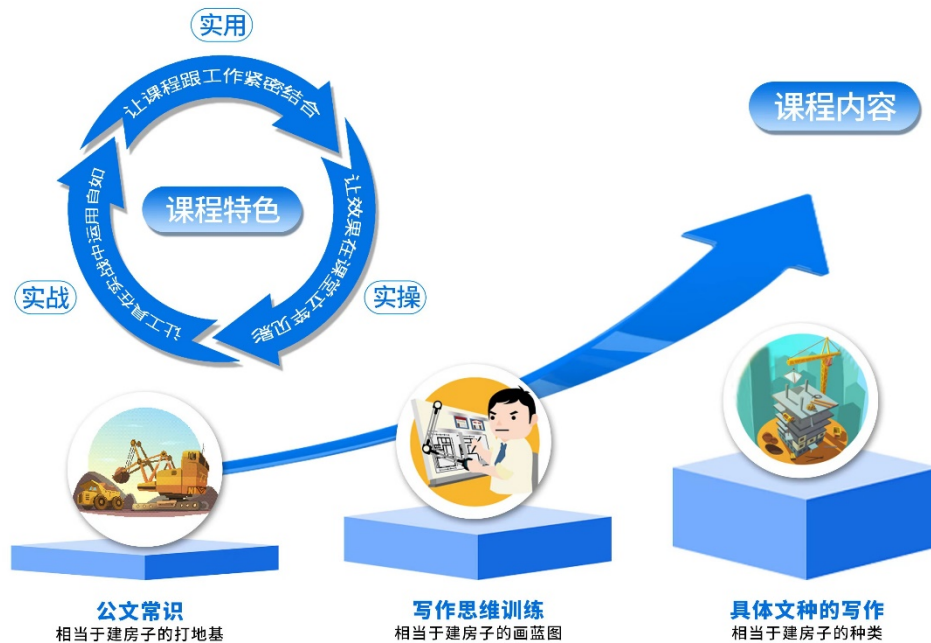 实用
让课程跟工作紧密结合
课程内容
课程特色
让效果在课堂立竿见影
让工具在实战中运用自如
实战
实操
公文常识
相当于建房子的打地基
写作思维训练
相当于建房子的画蓝图
具体文种的写作
相当于建房子的种类